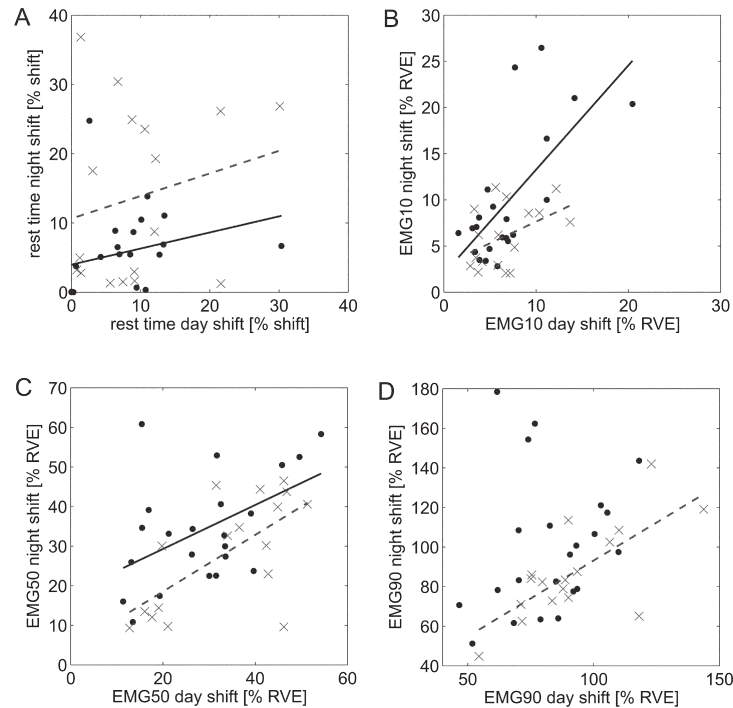 A
rest time night shift [% shift]
40
30
20
10
0
0 10 20 30 40
rest time day shift [% shift]
B
EMG10 night shift [% RVE]
30
25
20
15
10
5
0
0 10 20 30
EMG10 day shift [% RVE]
C
EMG50 night shift [% RVE]
70
60
50
40
30
20
10
0
0 20 40 60
EMG50 day shift [% RVE]
D
EMG90 night shift [% RVE]
180
160
140
120
100
80
60
40
50 100 150
EMG90 day shift [% RVE]